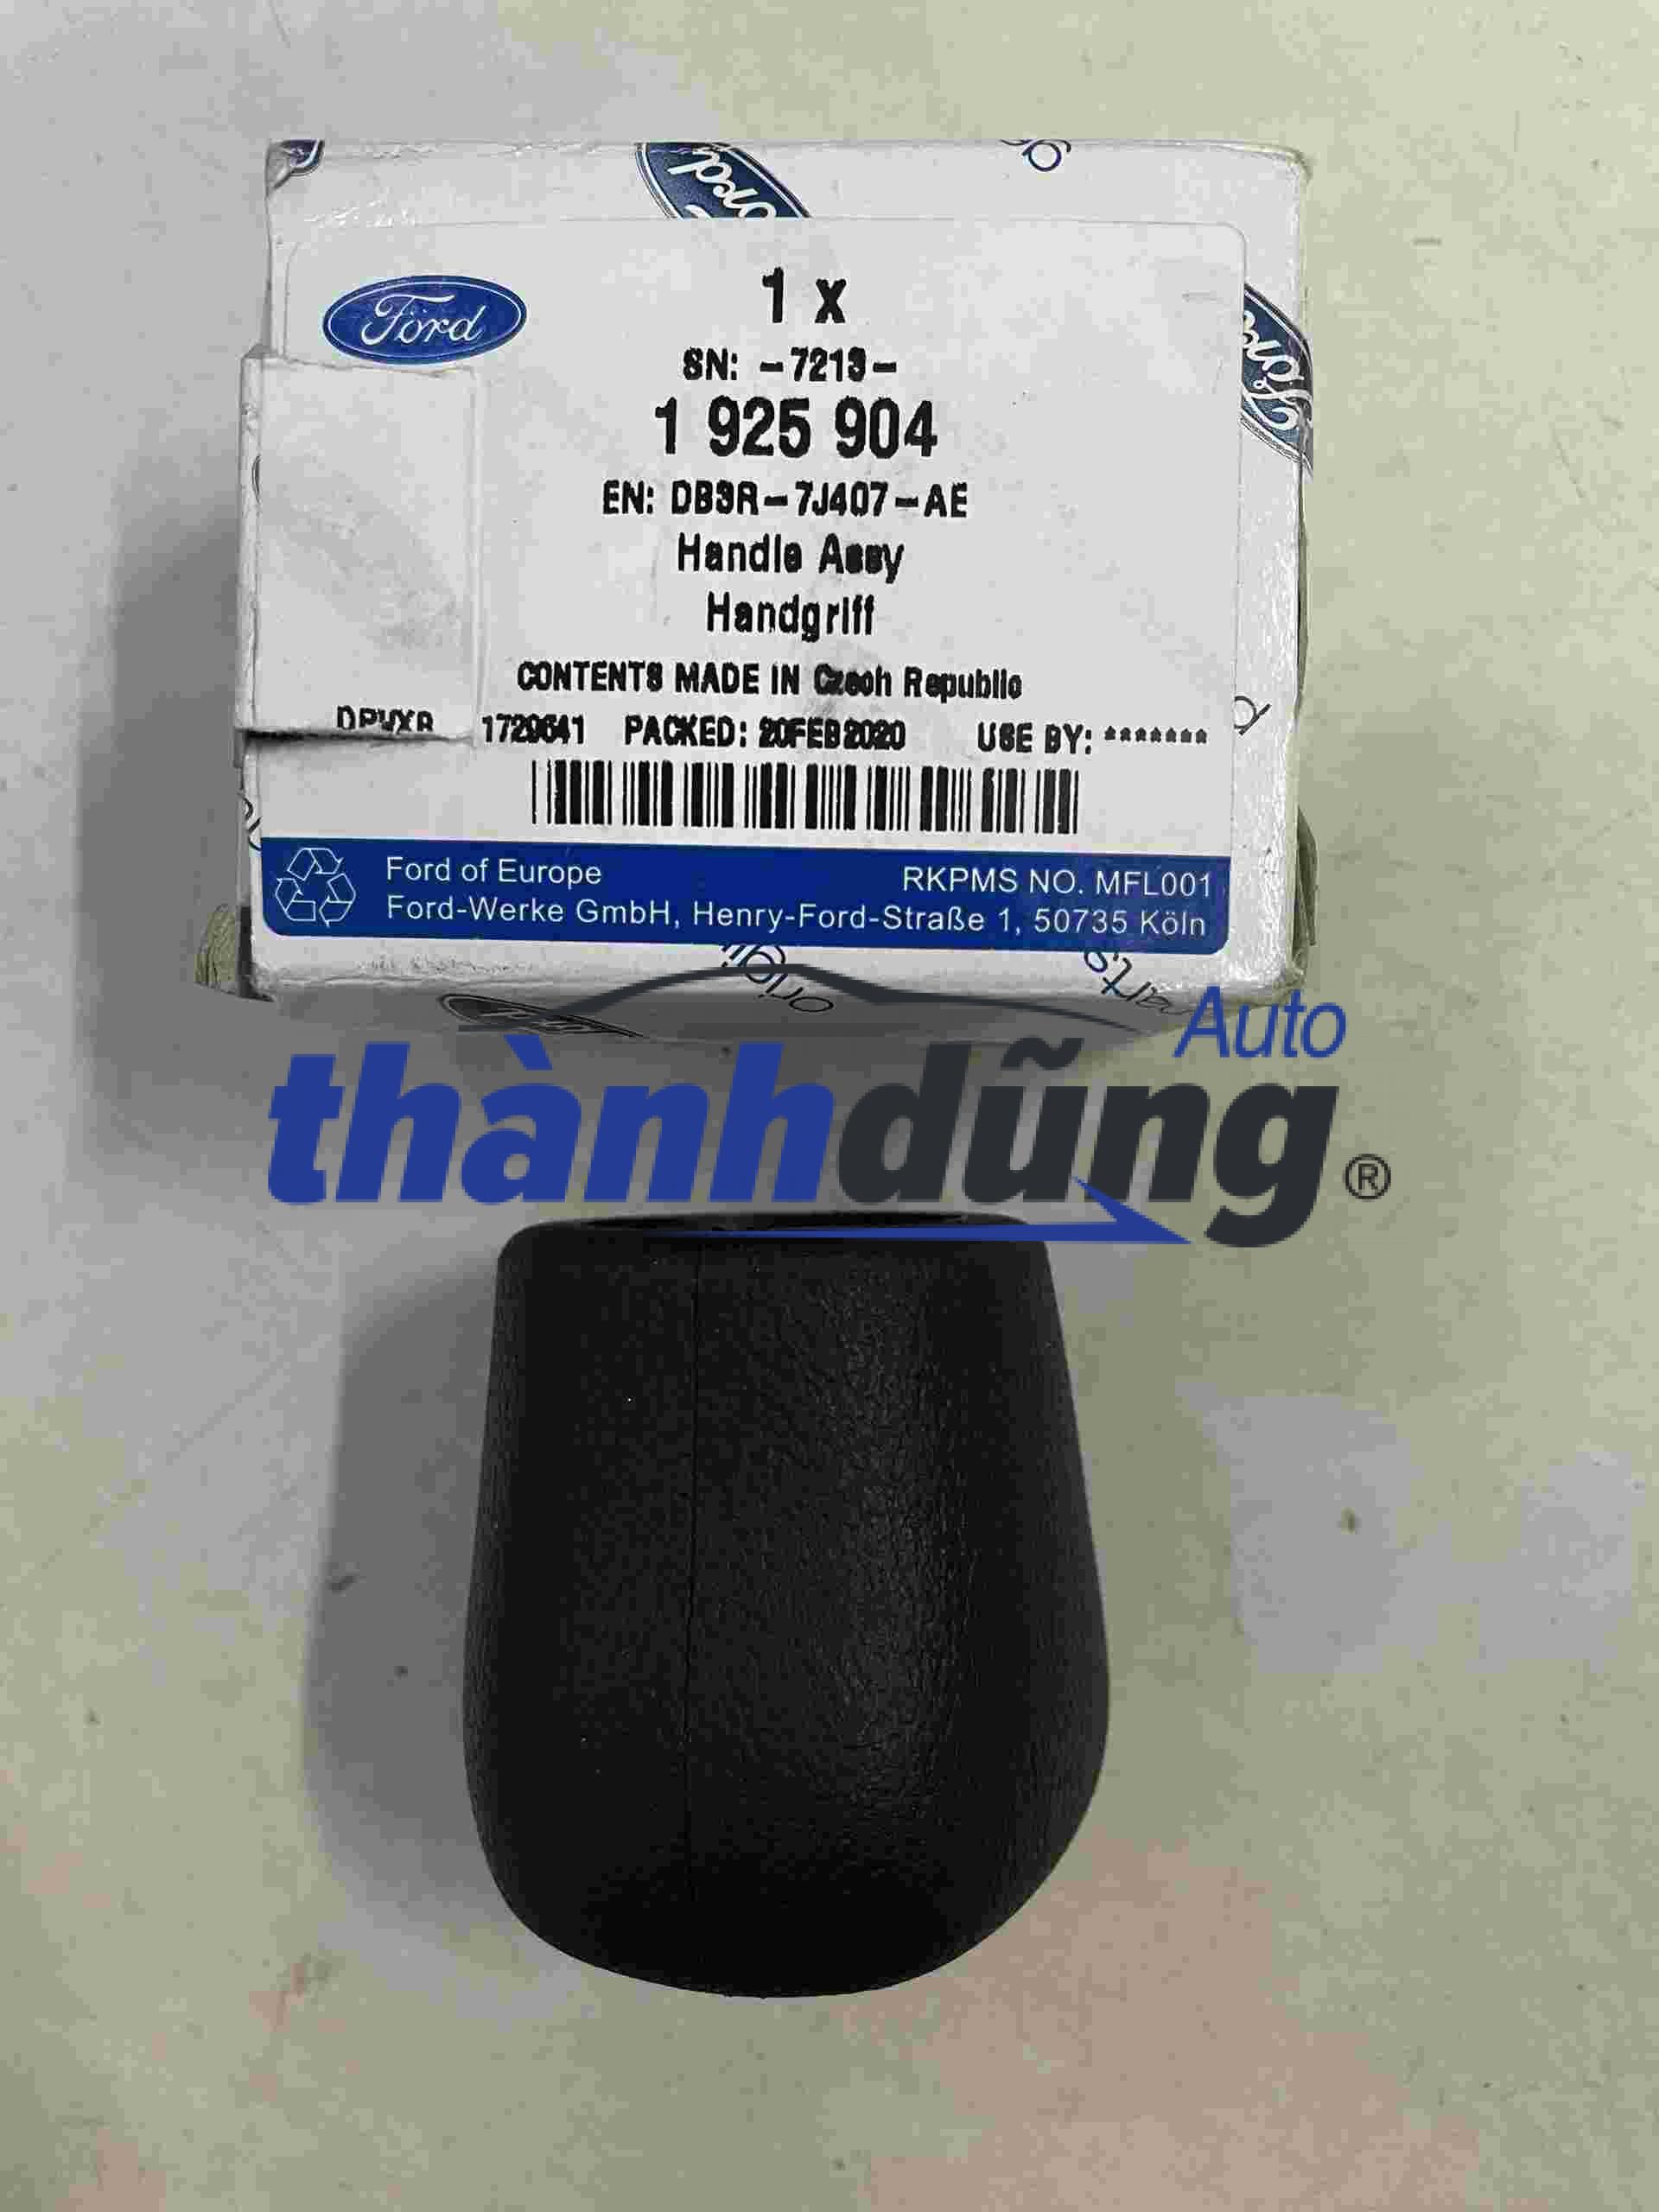 Ford
1 x
SN: -7213-
1 925 904
EN: DB3R-7J407-AE
Handle Assy
Handgriff
CONTENTS MADE IN Czech Republic
1720641 PACKED: 20FEB2020 USE BY: *******
Ford of Europe RKPMS NO. MFL001
Ford-Werke GmbH, Henry-Ford-Straße 1, 50735 Köln
Auto
thànhdũng®